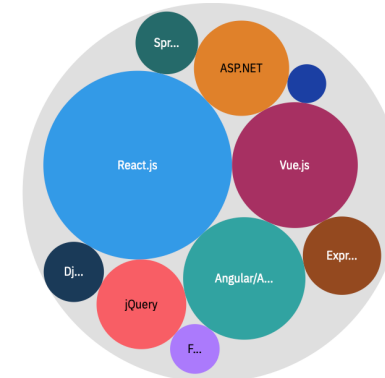 Spr...
ASP.NET
React.js
Vue.js
Expr...
Dj...
Angular/A...
jQuery
F...